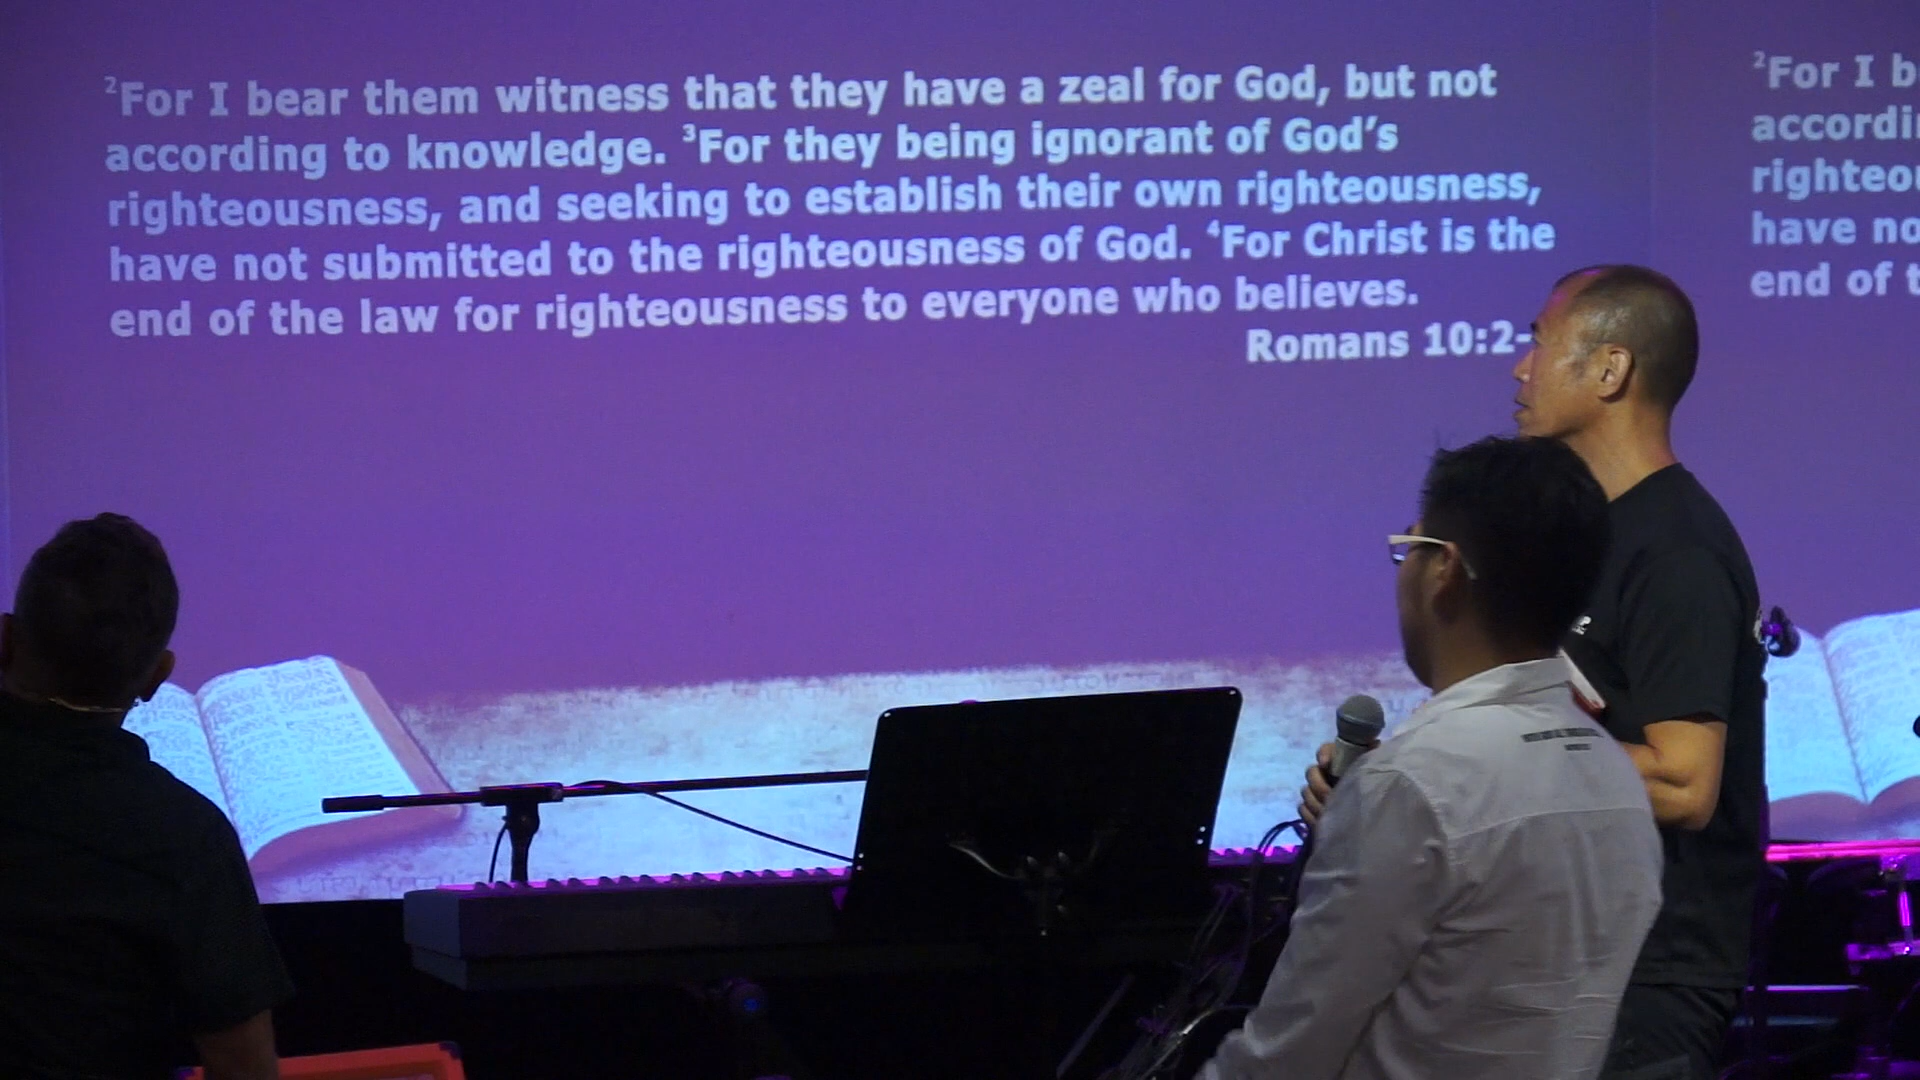 ²For I bear them witness that they have a zeal for God, but not
according to knowledge. ³For they being ignorant of God’s
righteousness, and seeking to establish their own righteousness,
have not submitted to the righteousness of God. ⁴For Christ is the
end of the law for righteousness to everyone who believes.
Romans 10:2-
²For I b
accordi
righteou
have no
end of t